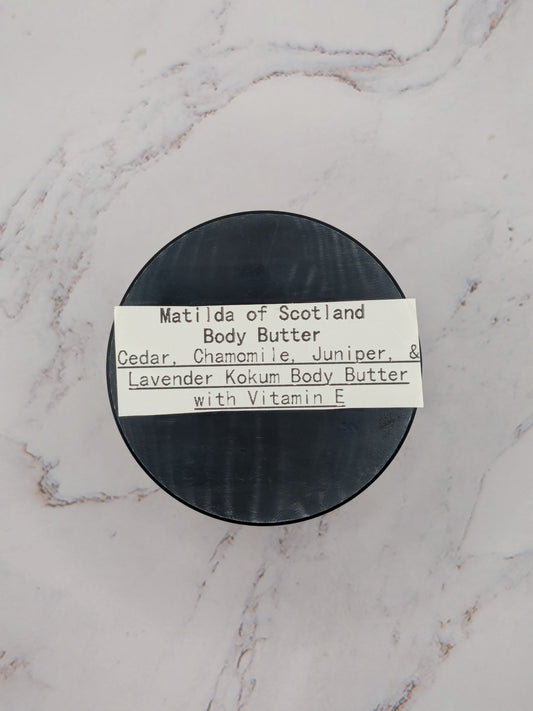 Matilda of Scotland
Body Butter
Cedar, Chamomile, Juniper, &
Lavender Kokum Body Butter
with Vitamin E